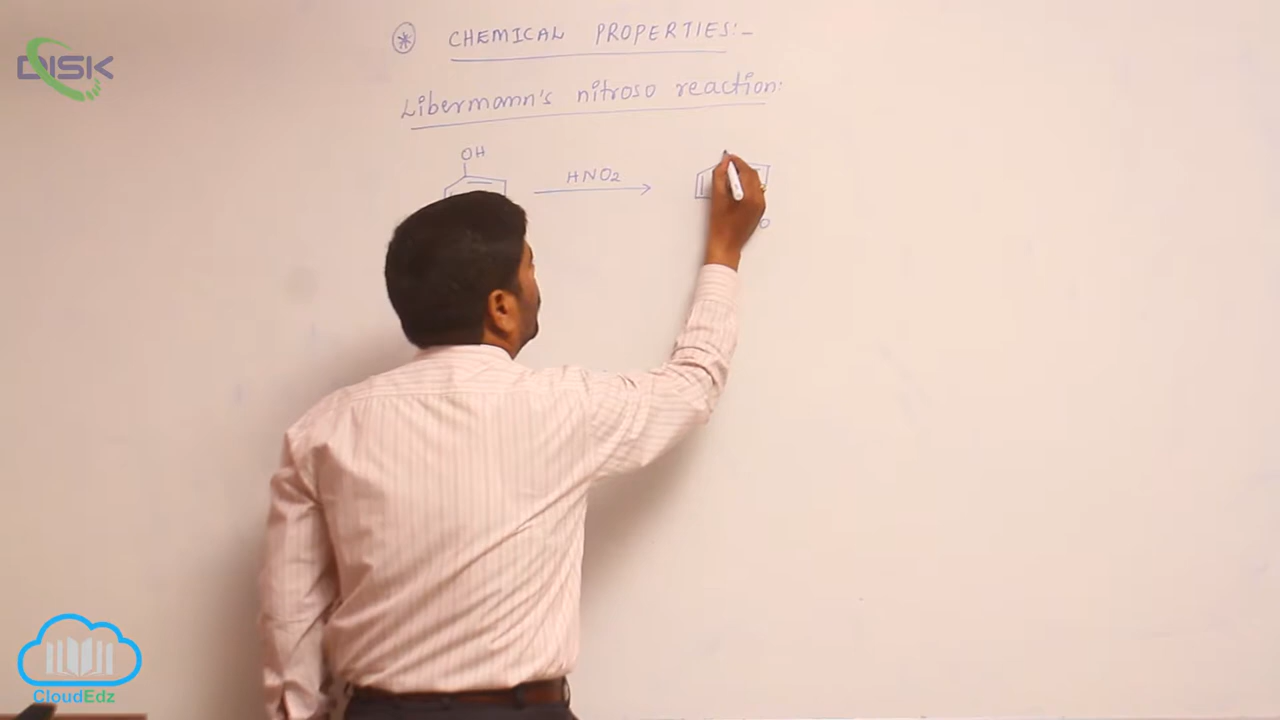 DISK
* CHEMICAL PROPERTIES:-
Libermann's nitroso reaction:
OH
HNO2
O
CloudEdz